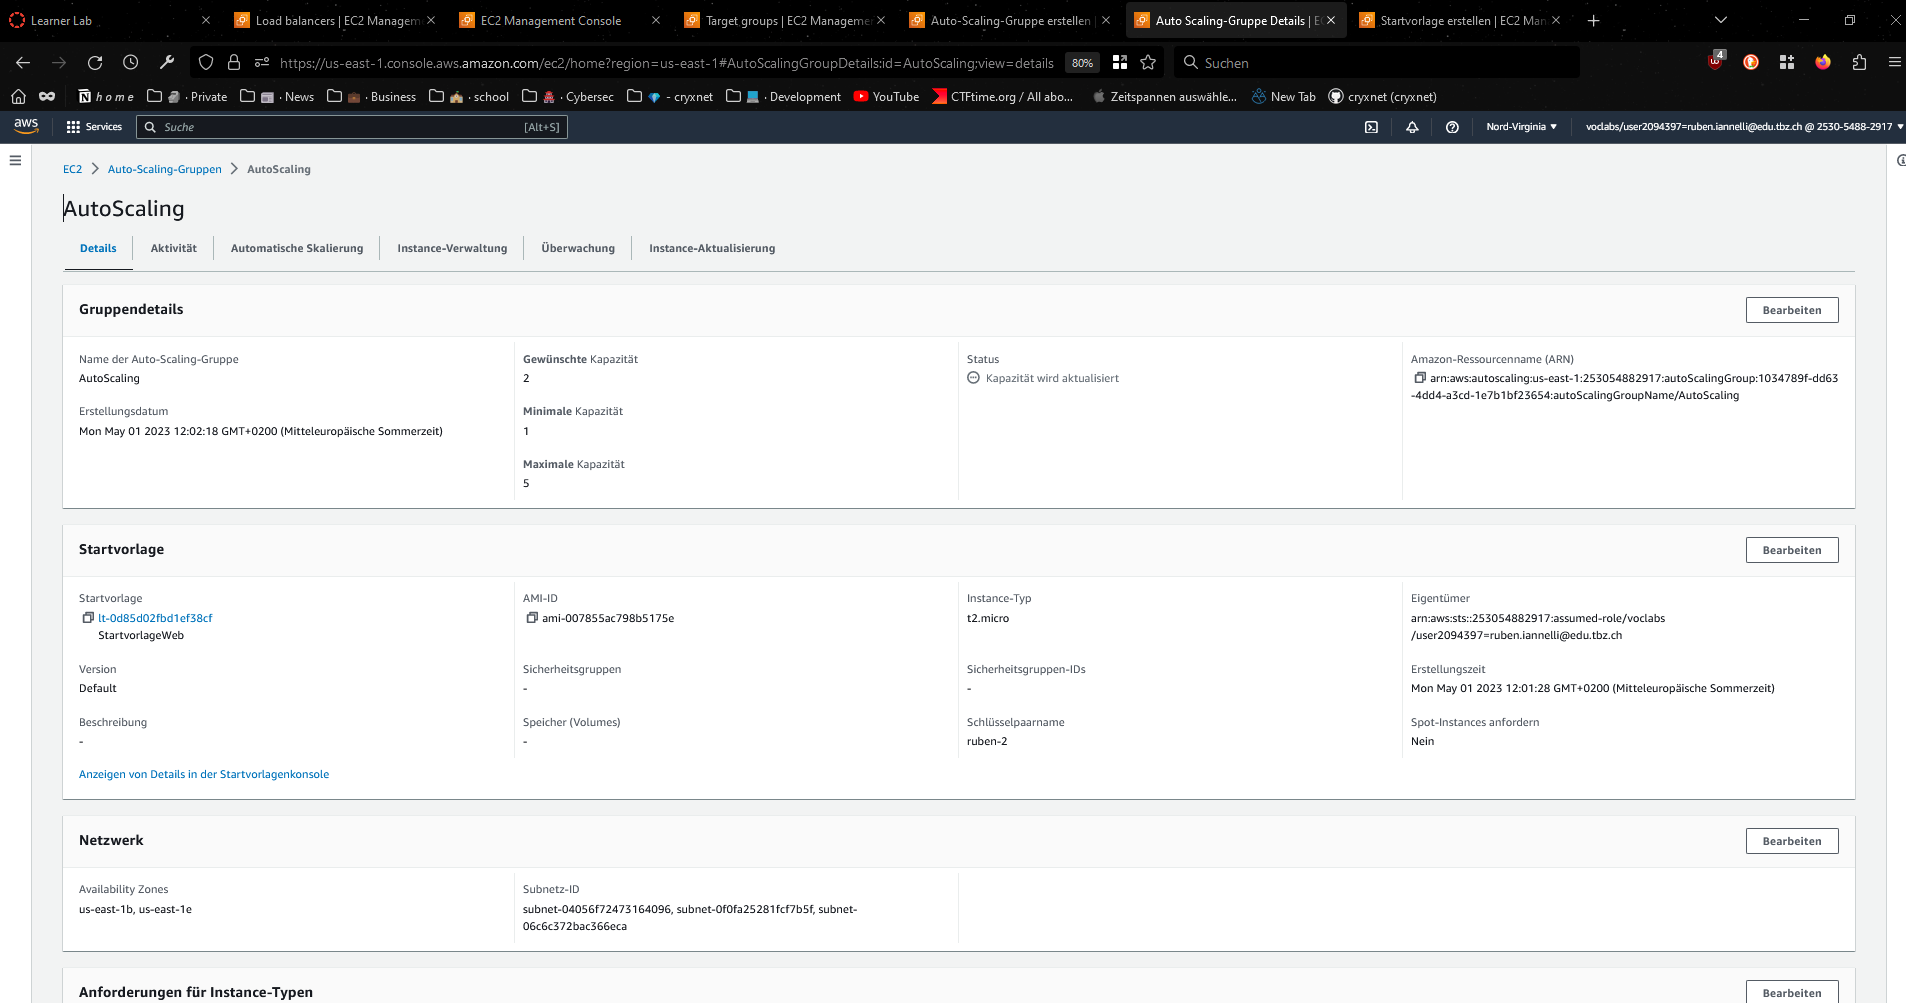 Learner Lab
Load balancers | EC2 Managem
EC2 Management Console
Target groups | EC2 Manageme
Auto-Scaling-Gruppe erstellen
Auto Scaling-Gruppe Details | EC
Startvorlage erstellen | EC2 Man
https://us-east-1.console.aws.amazon.com/ec2/home?region=us-east-1#AutoScalingGroupDetails:id=AutoScaling;view=details
80%
Suchen
4
home
· Private
· News
· Business
· school
· Cybersec
- cryxnet
· Development
YouTube
CTFtime.org / All abo...
Zeitspannen auswähle...
New Tab
cryxnet (cryxnet)
aws
Services
Suche
[Alt+S]
Nord-Virginia
voclabs/user2094397=ruben.iannelli@edu.tbz.ch @ 2530-5488-2917
EC2
Auto-Scaling-Gruppen
AutoScaling
AutoScaling
Details
Aktivität
Automatische Skalierung
Instance-Verwaltung
Überwachung
Instance-Aktualisierung
Gruppendetails
Bearbeiten
Name der Auto-Scaling-Gruppe
AutoScaling
Erstellungsdatum
Mon May 01 2023 12:02:18 GMT+0200 (Mitteleuropäische Sommerzeit)
Gewünschte Kapazität
2
Minimale Kapazität
1
Maximale Kapazität
5
Status
Kapazität wird aktualisiert
Amazon-Ressourcenname (ARN)
arn:aws:autoscaling:us-east-1:253054882917:autoScalingGroup:1034789f-dd63
-4dd4-a3cd-1e7b1bf23654:autoScalingGroupName/AutoScaling
Startvorlage
Bearbeiten
Startvorlage
lt-0d85d02fbd1ef38cf
StartvorlageWeb
AMI-ID
ami-007855ac798b5175e
Instance-Typ
t2.micro
Eigentümer
arn:aws:sts::253054882917:assumed-role/voclabs
/user2094397=ruben.iannelli@edu.tbz.ch
Version
Default
Sicherheitsgruppen
-
Sicherheitsgruppen-IDs
-
Erstellungszeit
Mon May 01 2023 12:01:28 GMT+0200 (Mitteleuropäische Sommerzeit)
Beschreibung
-
Speicher (Volumes)
-
Schlüsselpaarname
ruben-2
Spot-Instances anfordern
Nein
Anzeigen von Details in der Startvorlagenkonsole
Netzwerk
Bearbeiten
Availability Zones
us-east-1b, us-east-1e
Subnetz-ID
subnet-04056f72473164096, subnet-0f0fa25281fcf7b5f, subnet-
06c6c372bac366eca
Anforderungen für Instance-Typen
Bearbeiten